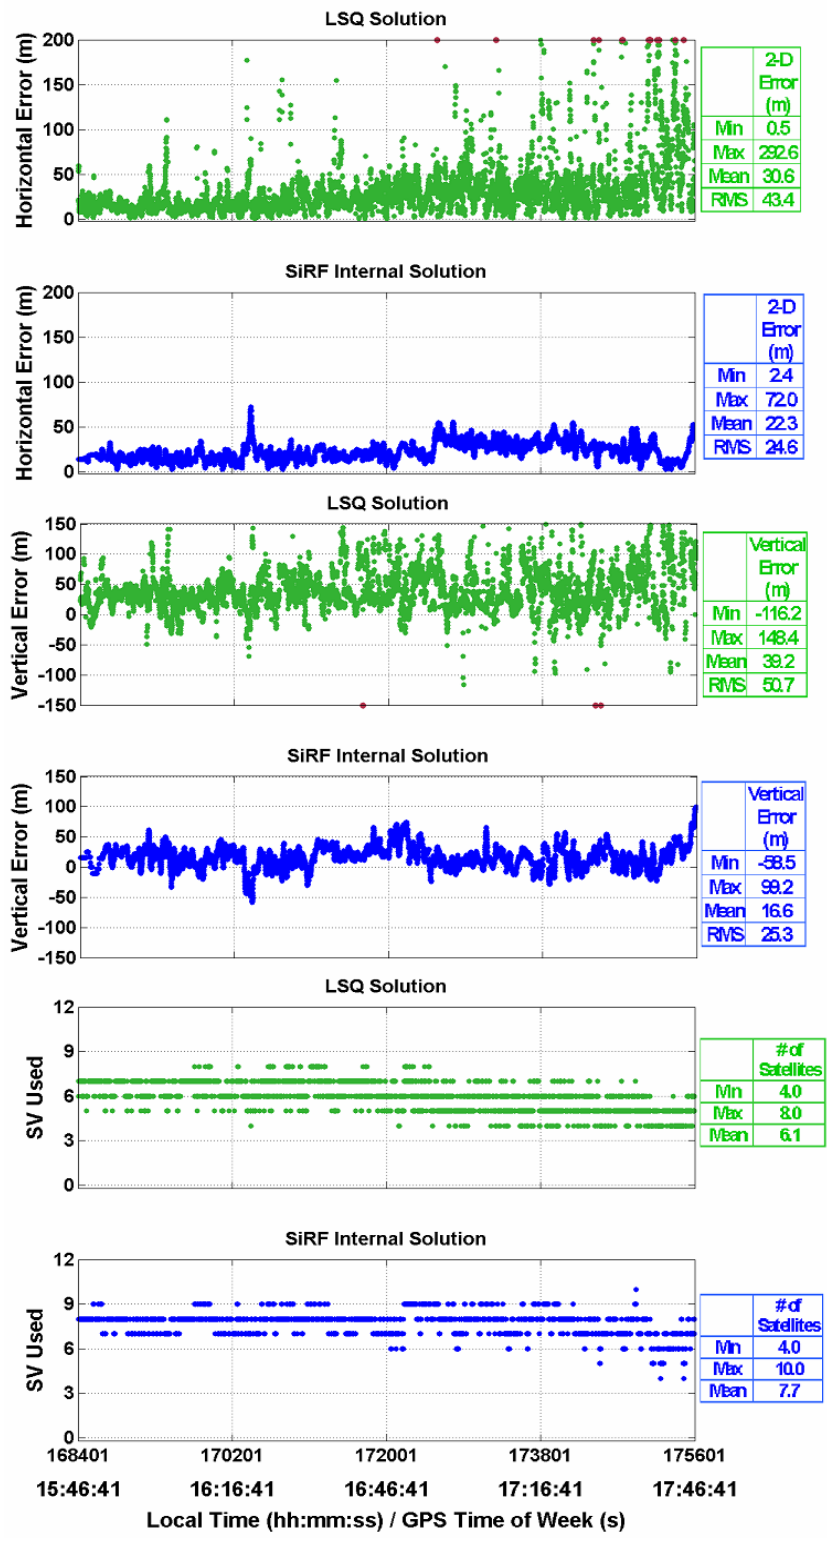 LSQ Solution
Horizontal Error (m)
200
150
100
50
0
2-D
Error
(m)
Min 0.5
Max 292.6
Mean 30.6
RMS 43.4
SiRF Internal Solution
Horizontal Error (m)
200
150
100
50
0
2-D
Error
(m)
Min 2.4
Max 72.0
Mean 22.3
RMS 24.6
LSQ Solution
Vertical Error (m)
150
100
50
0
-50
-100
-150
Vertical
Error
(m)
Min -116.2
Max 148.4
Mean 39.2
RMS 50.7
SiRF Internal Solution
Vertical Error (m)
150
100
50
0
-50
-100
-150
Vertical
Error
(m)
Min -58.5
Max 99.2
Mean 16.6
RMS 25.3
LSQ Solution
SV Used
12
9
6
3
0
# of
Satellites
Min 4.0
Max 8.0
Mean 6.1
SiRF Internal Solution
SV Used
12
9
6
3
0
# of
Satellites
Min 4.0
Max 10.0
Mean 7.7
168401 170201 172001 173801 175601
15:46:41 16:16:41 16:46:41 17:16:41 17:46:41
Local Time (hh:mm:ss) / GPS Time of Week (s)